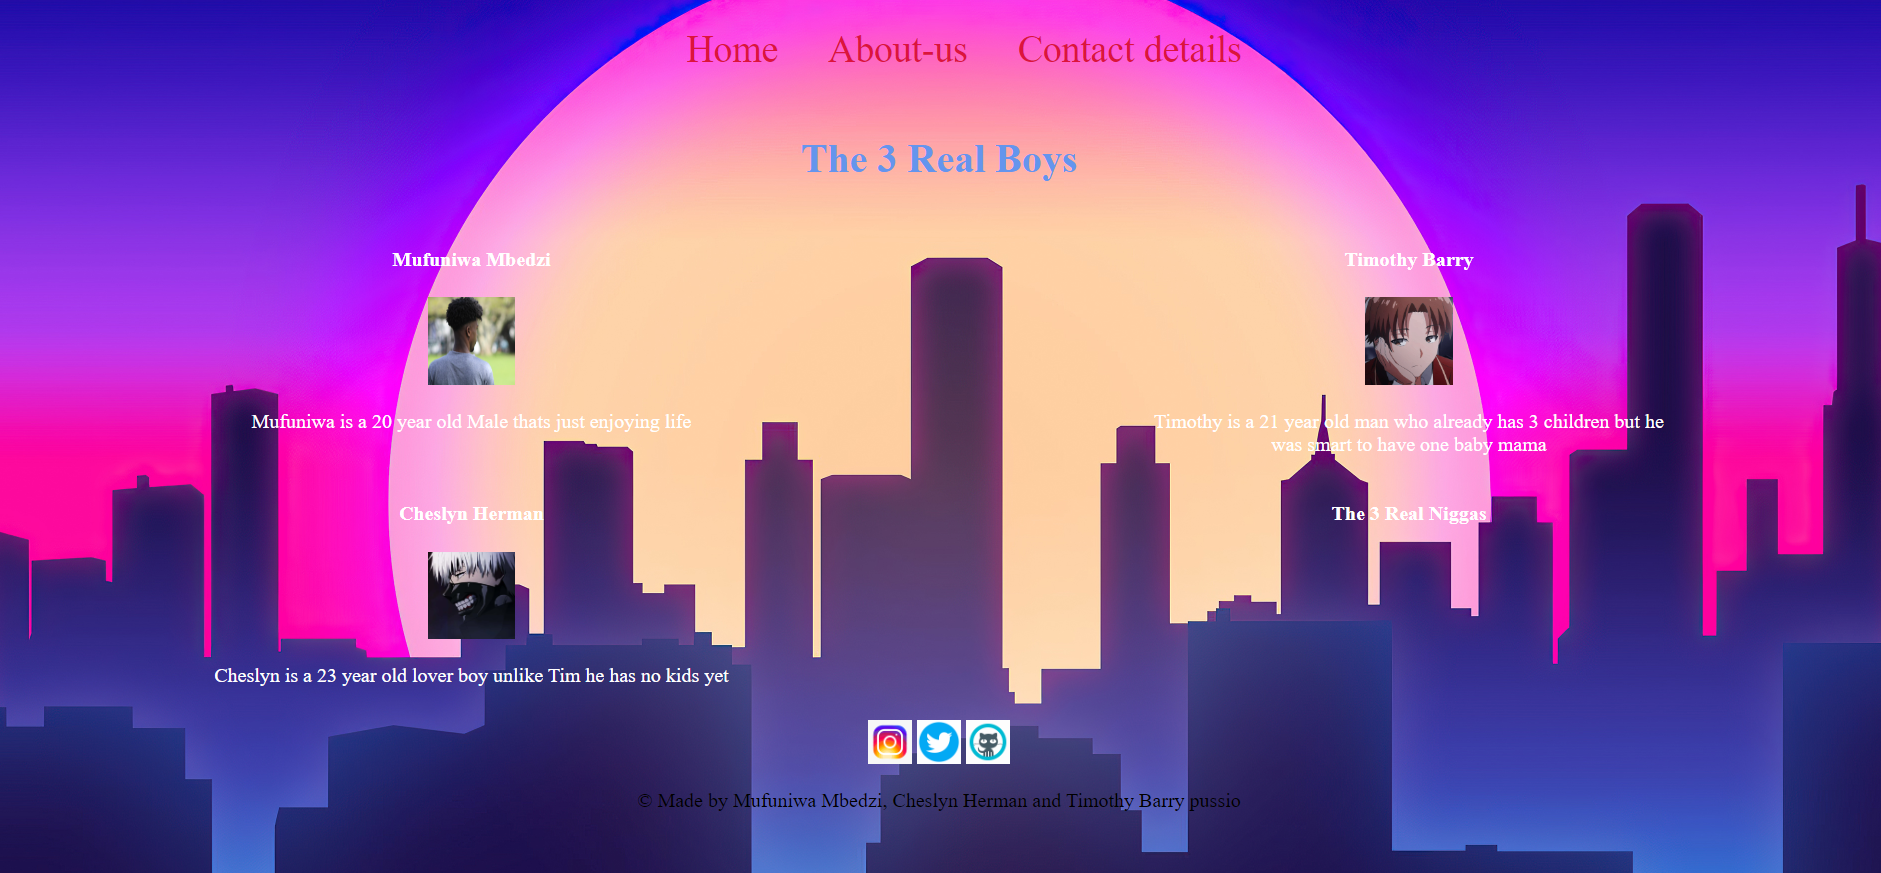 Home About-us Contact details
The 3 Real Boys
Mufuniwa Mbedzi
Mufuniwa is a 20 year old Male thats just enjoying life
Timothy Barry
Timothy is a 21 year old man who already has 3 children but he
was smart to have one baby mama
Cheslyn Herman
Cheslyn is a 23 year old lover boy unlike Tim he has no kids yet
The 3 Real Niggas
© Made by Mufuniwa Mbedzi, Cheslyn Herman and Timothy Barry pussio